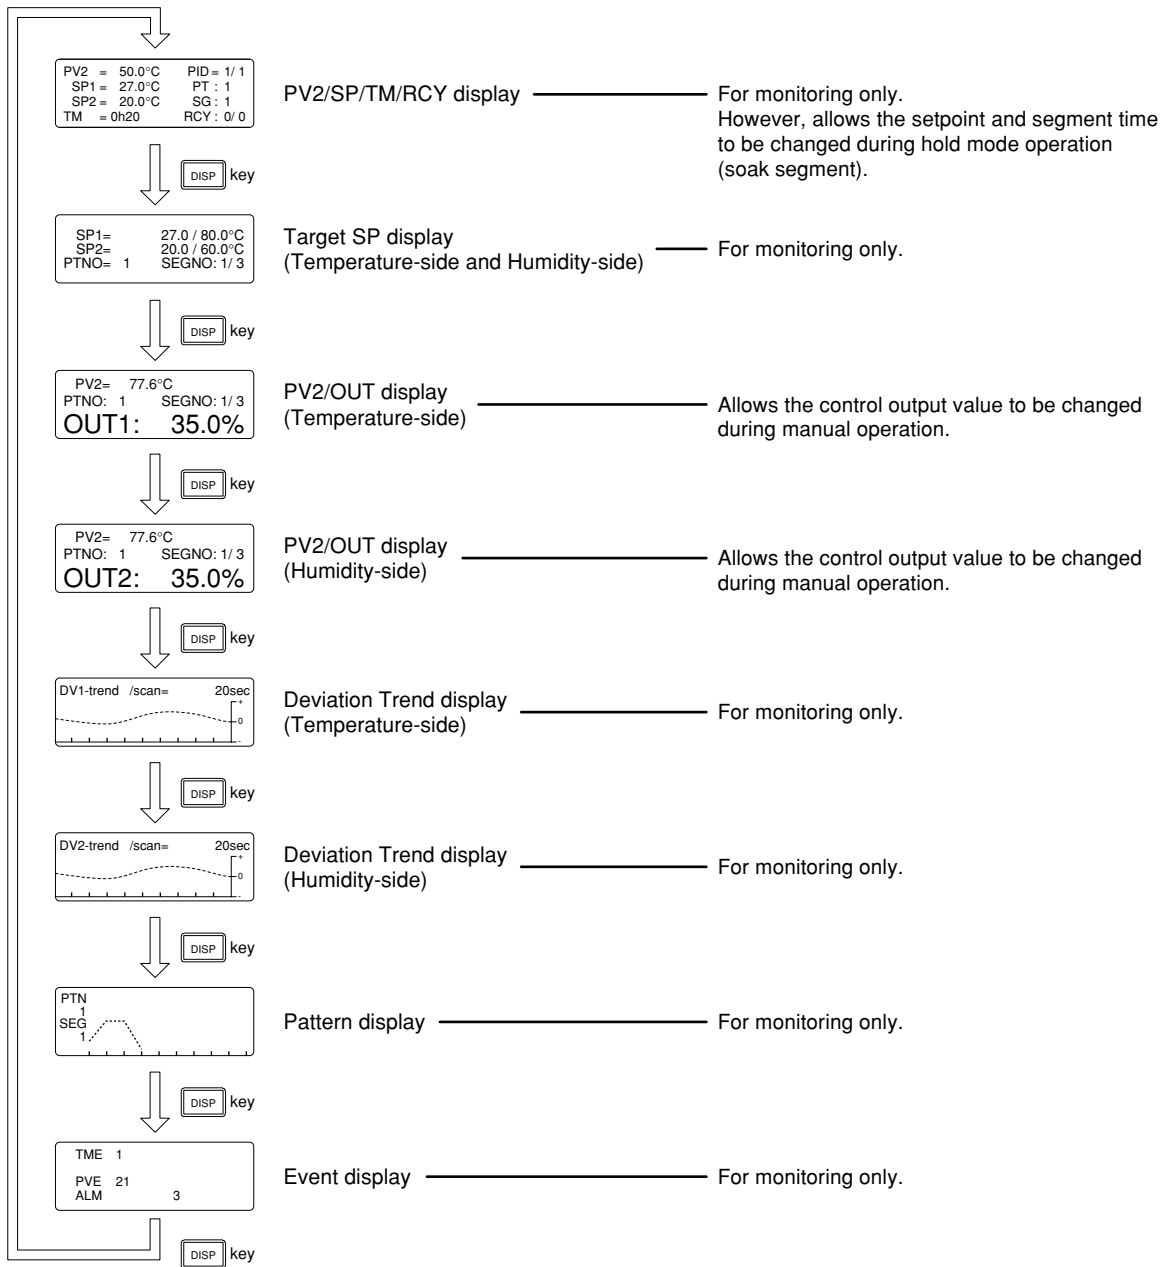 PV2 = 50.0°C PID = 1/ 1
SP1 = 27.0°C PT : 1
SP2 = 20.0°C SG : 1
TM = 0h20 RCY : 0/ 0
PV2/SP/TM/RCY display
For monitoring only.
However, allows the setpoint and segment time
to be changed during hold mode operation
(soak segment).
DISP key
SP1= 27.0 / 80.0°C
SP2= 20.0 / 60.0°C
PTNO= 1 SEGNO: 1/ 3
Target SP display
(Temperature-side and Humidity-side)
For monitoring only.
DISP key
PV2= 77.6°C
PTNO: 1 SEGNO: 1/ 3
OUT1: 35.0%
PV2/OUT display
(Temperature-side)
Allows the control output value to be changed
during manual operation.
DISP key
PV2= 77.6°C
PTNO: 1 SEGNO: 1/ 3
OUT2: 35.0%
PV2/OUT display
(Humidity-side)
Allows the control output value to be changed
during manual operation.
DISP key
DV1-trend /scan= 20sec
+
0
-
Deviation Trend display
(Temperature-side)
For monitoring only.
DISP key
DV2-trend /scan= 20sec
+
0
-
Deviation Trend display
(Humidity-side)
For monitoring only.
DISP key
PTN
1
SEG
1
Pattern display
For monitoring only.
DISP key
TME 1
PVE 21
ALM 3
Event display
For monitoring only.
DISP key